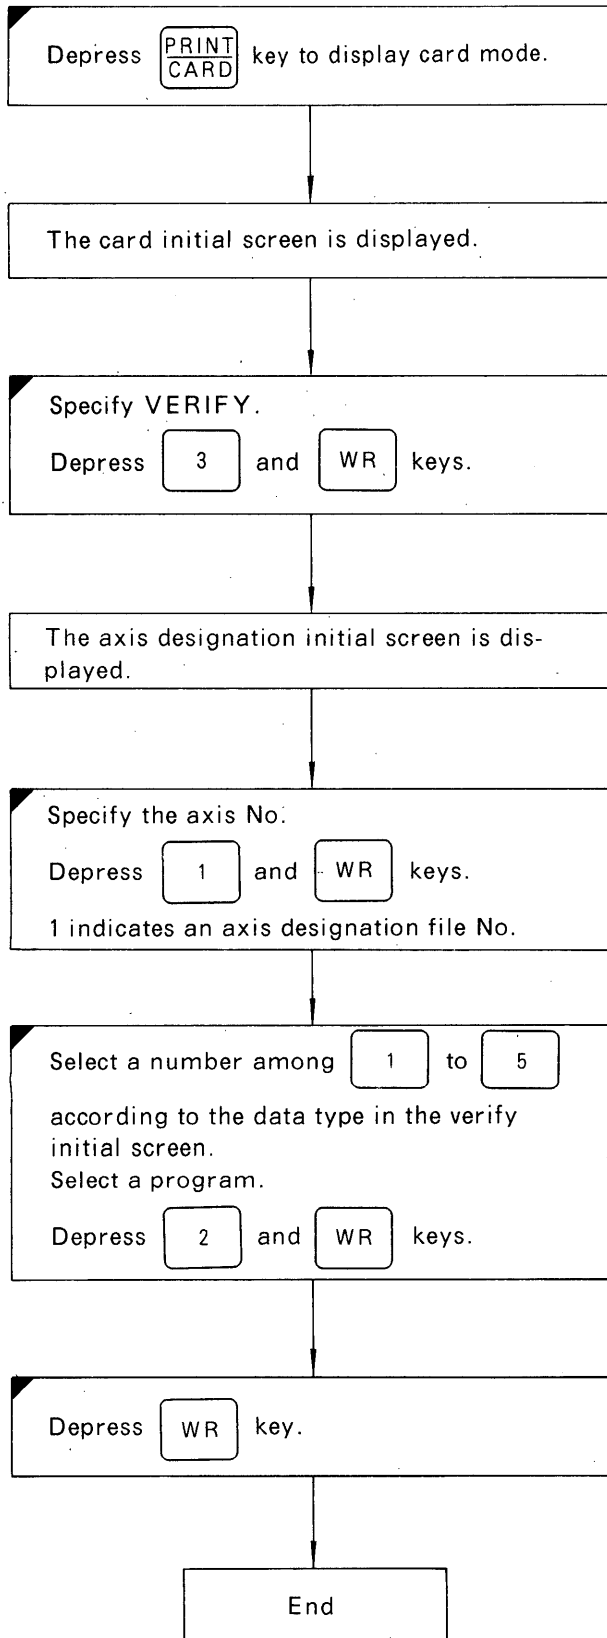 Depress PRINT CARD key to display card mode.
The card initial screen is displayed.
Specify VERIFY.
Depress 3 and WR keys.
The axis designation initial screen is dis-
played.
Specify the axis No.
Depress 1 and WR keys.
1 indicates an axis designation file No.
Select a number among 1 to 5
according to the data type in the verify
initial screen.
Select a program.
Depress 2 and WR keys.
Depress WR key.
End